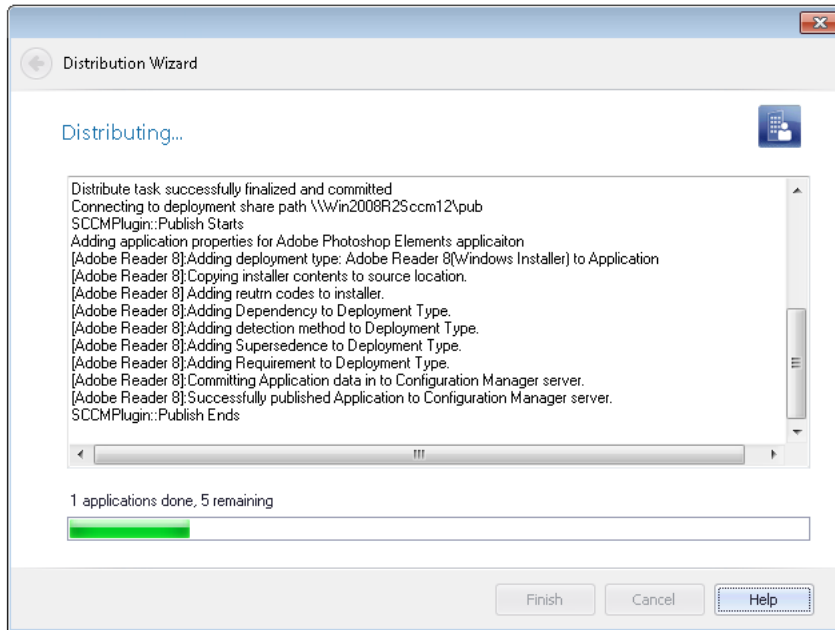 Distribution Wizard
Distributing...
Distribute task successfully finalized and committed
Connecting to deployment share path \\Win2008R2Sccm12\pub
SCCMPlugin::Publish Starts
Adding application properties for Adobe Photoshop Elements applicaiton
[Adobe Reader 8]:Adding deployment type: Adobe Reader 8(Windows Installer) to Application
[Adobe Reader 8]:Copying installer contents to source location.
[Adobe Reader 8] Adding reutrn codes to installer.
[Adobe Reader 8]:Adding Dependency to Deployment Type.
[Adobe Reader 8]:Adding detection method to Deployment Type.
[Adobe Reader 8]:Adding Supersedence to Deployment Type.
[Adobe Reader 8]:Adding Requirement to Deployment Type.
[Adobe Reader 8]:Committing Application data in to Configuration Manager server.
[Adobe Reader 8]:Successfully published Application to Configuration Manager server.
SCCMPlugin::Publish Ends
1 applications done, 5 remaining
Finish Cancel Help